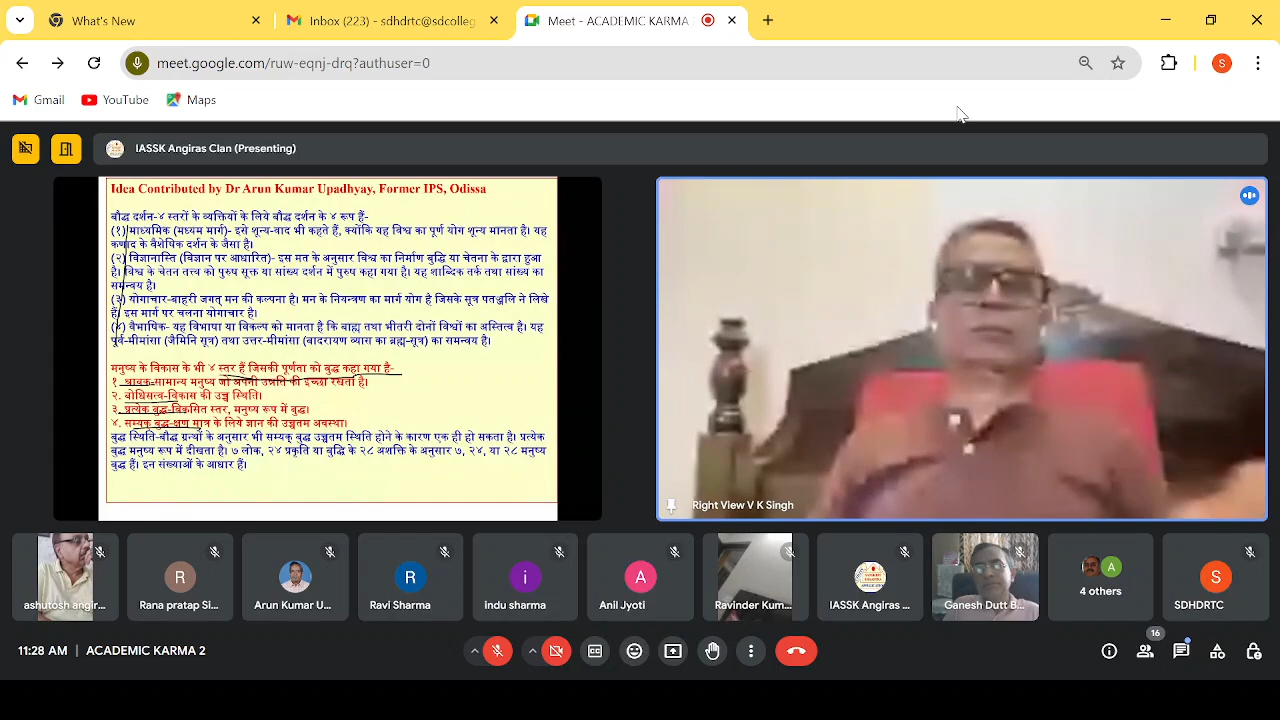 What's New
Inbox (223) - sdhdrtc@sdcolleg
Meet - ACADEMIC KARMA
meet.google.com/ruw-eqnj-drq?authuser=0
S
Gmail
YouTube
Maps
IASSK Angiras Clan (Presenting)
Idea Contributed by Dr Arun Kumar Upadhyay, Former IPS, Odissa
बौद्ध दर्शन-४ स्तरों के व्यक्तियों के लिये बौद्ध दर्शन के ४ रूप हैं-
(१) माध्यमिक (मध्यम मार्ग)- इसे शून्य-वाद भी कहते हैं, क्योंकि यह विश्व का पूर्ण योग शून्य मानता है। यह
कणाद के वैशेषिक दर्शन के जैसा है।
(२) विज्ञानास्ति (विज्ञान पर आधारित)- इस मत के अनुसार विश्व का निर्माण बुद्धि या चेतना के द्वारा हुआ
है। विश्व के चेतन तत्त्व को पुरुष सूक्त या सांख्य दर्शन में पुरुष कहा गया है। यह शाब्दिक तर्क तथा सांख्य का
समन्वय है।
(३) योगाचार-बाहरी जगत् मन की कल्पना है। मन के नियन्त्रण का मार्ग योग है जिसके सूत्र पतञ्जलि ने लिखे
हैं। इस मार्ग पर चलना योगाचार है।
(४) वैभाषिक- यह विभाषा या विकल्प को मानता है कि बाह्य तथा भीतरी दोनों विश्वों का अस्तित्व है। यह
पूर्व-मीमांसा (जैमिनि सूत्र) तथा उत्तर-मीमांसा (बादरायण व्यास का ब्रह्म-सूत्र) का समन्वय है।
मनुष्य के विकास के भी ४ स्तर हैं जिसकी पूर्णता को बुद्ध कहा गया है-
१. श्रावक-सामान्य मनुष्य जो अपनी उन्नति की इच्छा रखता है।
२. बोधिसत्व-विकास की उच्च स्थिति।
३. प्रत्येक बुद्ध-विकसित स्तर, मनुष्य रूप में बुद्ध।
४. सम्यक् बुद्ध-क्षण मात्र के लिये ज्ञान की उच्चतम अवस्था।
बुद्ध स्थिति-बौद्ध ग्रन्थों के अनुसार भी सम्यक् बुद्ध उच्चतम स्थिति होने के कारण एक ही हो सकता है। प्रत्येक
बुद्ध मनुष्य रूप में दीखता है। ७ लोक, २४ प्रकृति या बुद्धि के २८ अशक्ति के अनुसार ७, २४, या २८ मनुष्य
बुद्ध हैं। इन संख्याओं के आधार हैं।
Right View V K Singh
ashutosh angir...
R
Rana pratap Si...
Arun Kumar U...
R
Ravi Sharma
i
indu sharma
A
Anil Jyoti
Ravinder Kum...
IASSK Angiras ...
Ganesh Dutt B...
A
4 others
S
SDHDRTC
11:28 AM | ACADEMIC KARMA 2
16